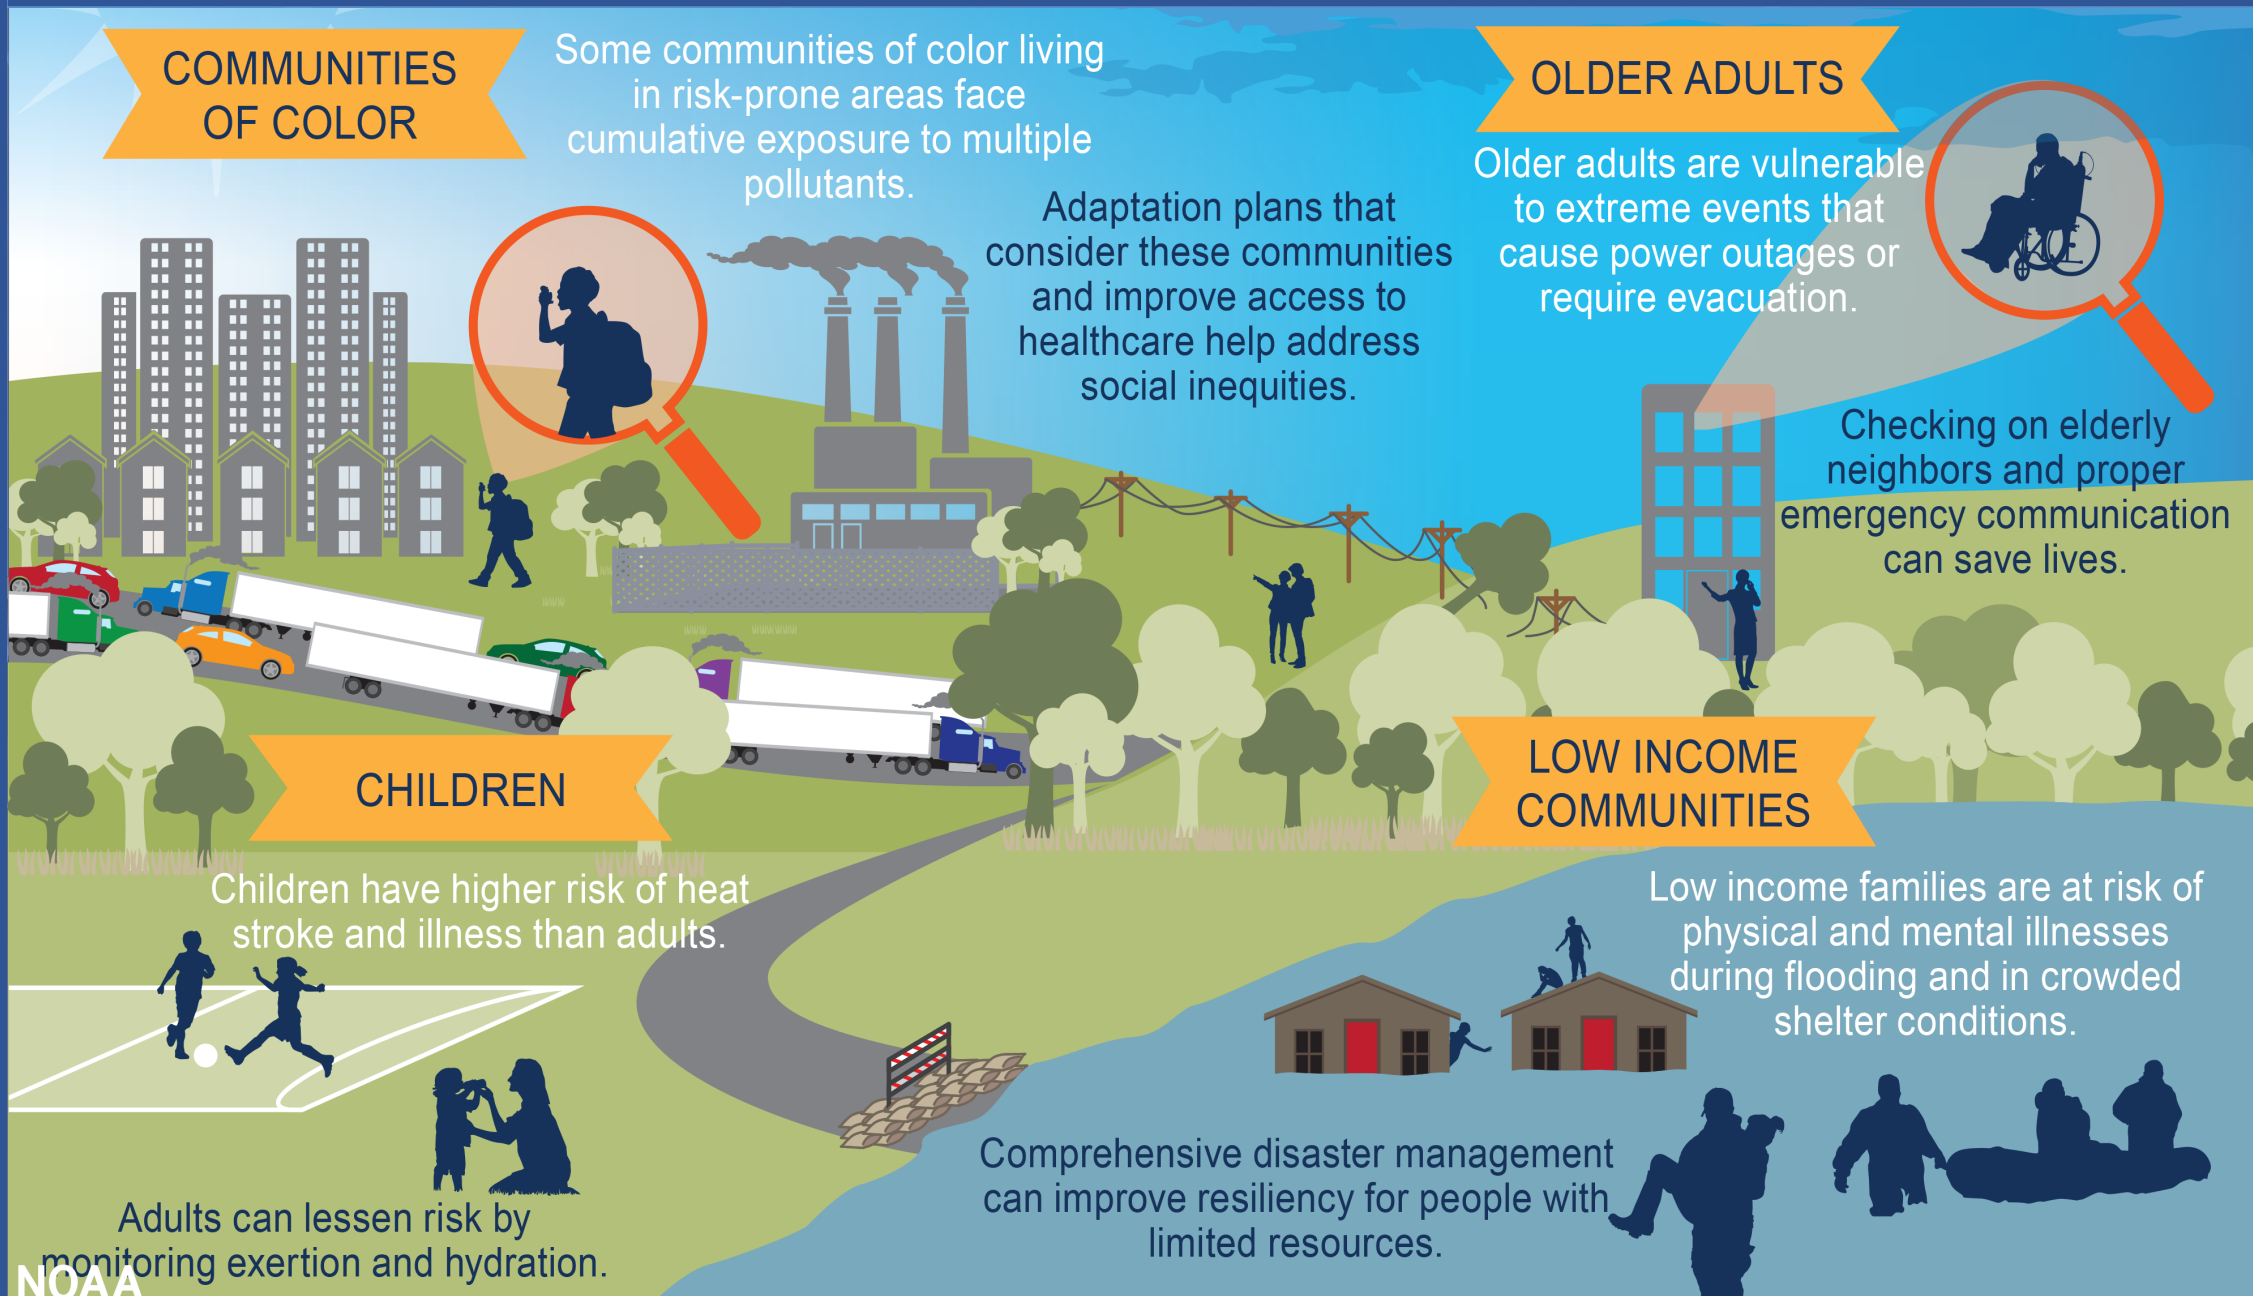 COMMUNITIES
OF COLOR
Some communities of color living
in risk-prone areas face
cumulative exposure to multiple
pollutants.
Adaptation plans that
consider these communities
and improve access to
healthcare help address
social inequities.
OLDER ADULTS
Older adults are vulnerable
to extreme events that
cause power outages or
require evacuation.
Checking on elderly
neighbors and proper
emergency communication
can save lives.
CHILDREN
Children have higher risk of heat
stroke and illness than adults.
Adults can lessen risk by
monitoring exertion and hydration.
LOW INCOME
COMMUNITIES
Low income families are at risk of
physical and mental illnesses
during flooding and in crowded
shelter conditions.
Comprehensive disaster management
can improve resiliency for people with
limited resources.
NOAA